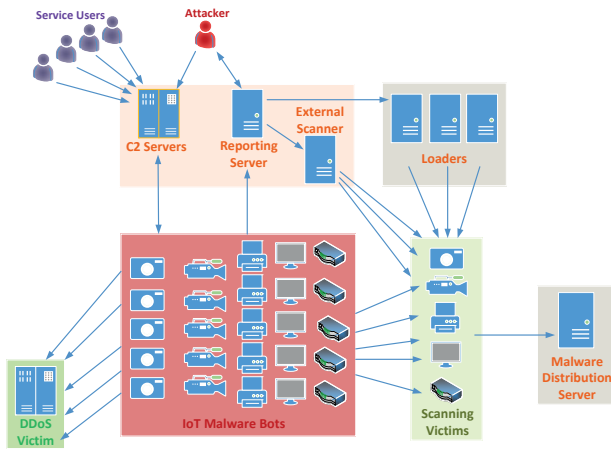 Service Users
Attacker
External
Scanner
C2 Servers
Reporting
Server
Loaders
DDoS
Victim
IoT Malware Bots
Scanning
Victims
Malware
Distribution
Server